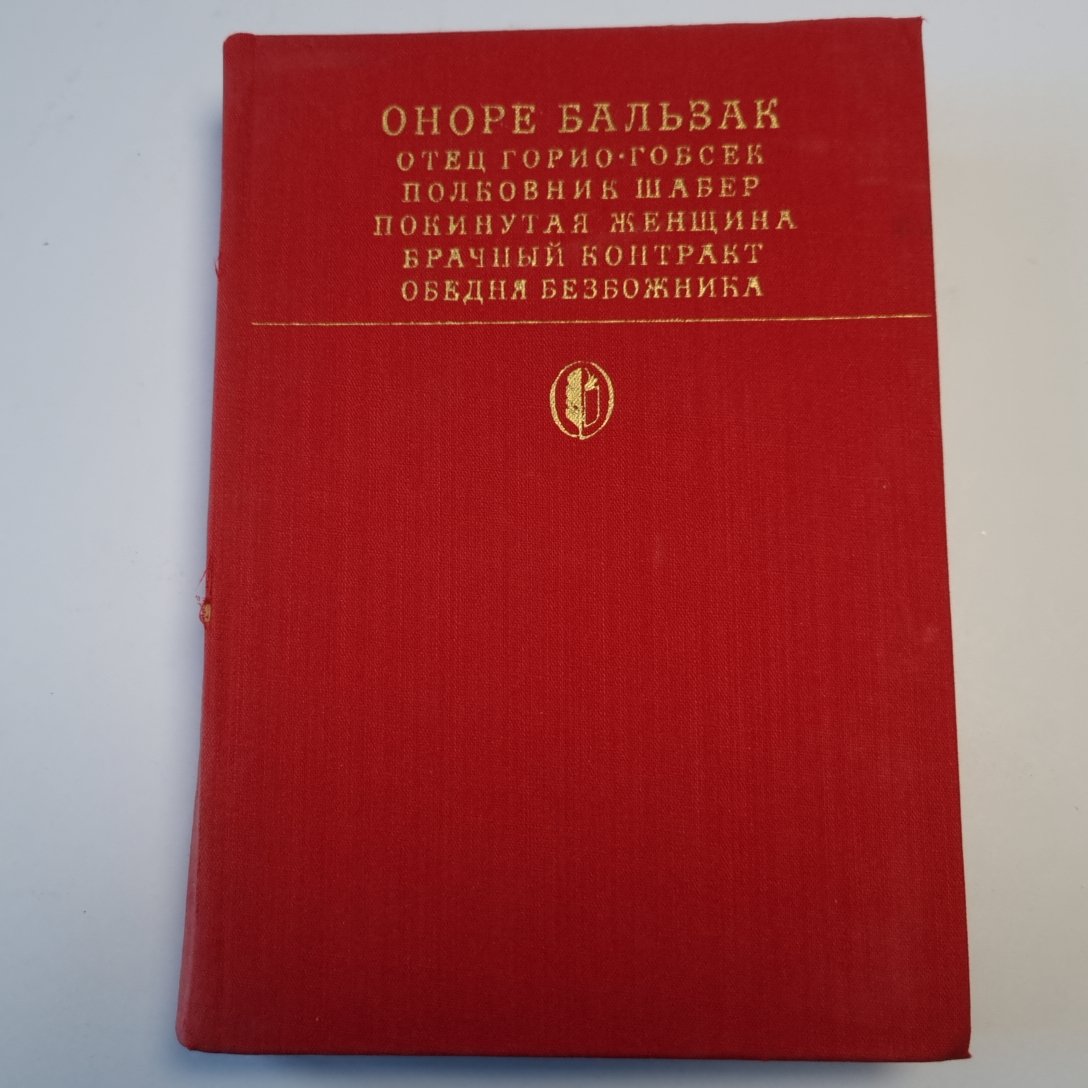 ОНОРЕ БАЛЬЗАК
ОТЕЦ ГОРИО·ГОБСЕК
ПОЛКОВНИК ШАБЕР
ПОКИНУТАЯ ЖЕНЩИНА
БРАЧНЫЙ КОНТРАКТ
ОБЕДНЯ БЕЗБОЖНИКА